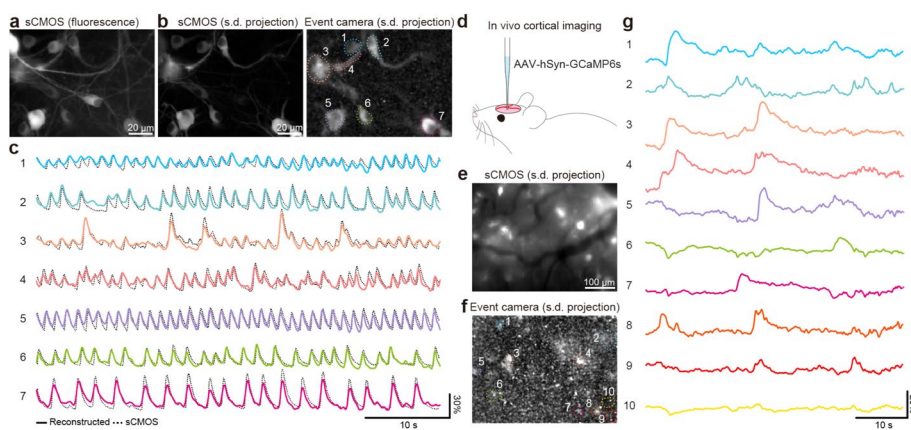 a sCMOS (fluorescence)
20 µm
b sCMOS (s.d. projection)
20 µm
Event camera (s.d. projection)
1
2
3
4
5
6
7
c
1
2
3
4
5
6
7
Reconstructed sCMOS
10 s
30%
d In vivo cortical imaging
AAV-hSyn-GCaMP6s
e sCMOS (s.d. projection)
100 µm
f Event camera (s.d. projection)
1
2
3
4
5
6
7
8
9
10
g
1
2
3
4
5
6
7
8
9
10
10 s